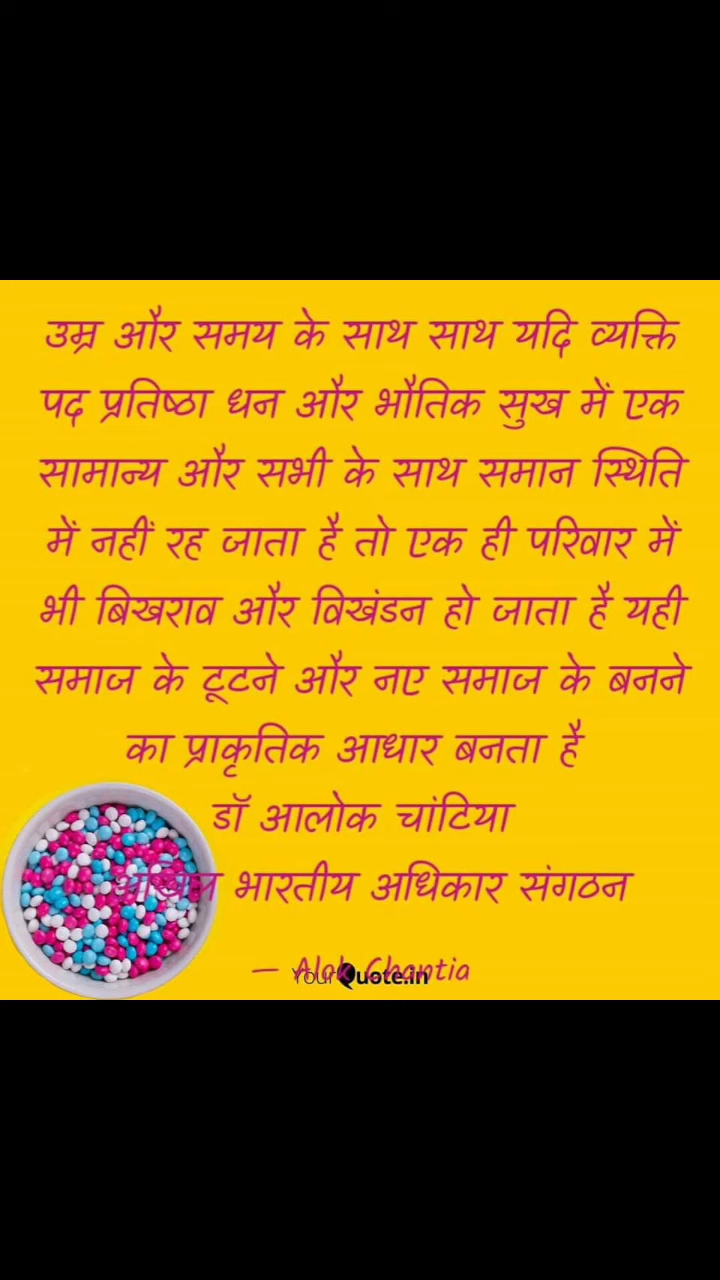 उम्र और समय के साथ साथ यदि व्यक्ति
पद प्रतिष्ठा धन और भौतिक सुख में एक
सामान्य और सभी के साथ समान स्थिति
में नहीं रह जाता है तो एक ही परिवार में
भी बिखराव और विखंडन हो जाता है यही
समाज के टूटने और नए समाज के बनने
का प्राकृतिक आधार बनता है
डॉ आलोक चांटिया
अखिल भारतीय अधिकार संगठन
— Alok Chantia
YourQuote.in